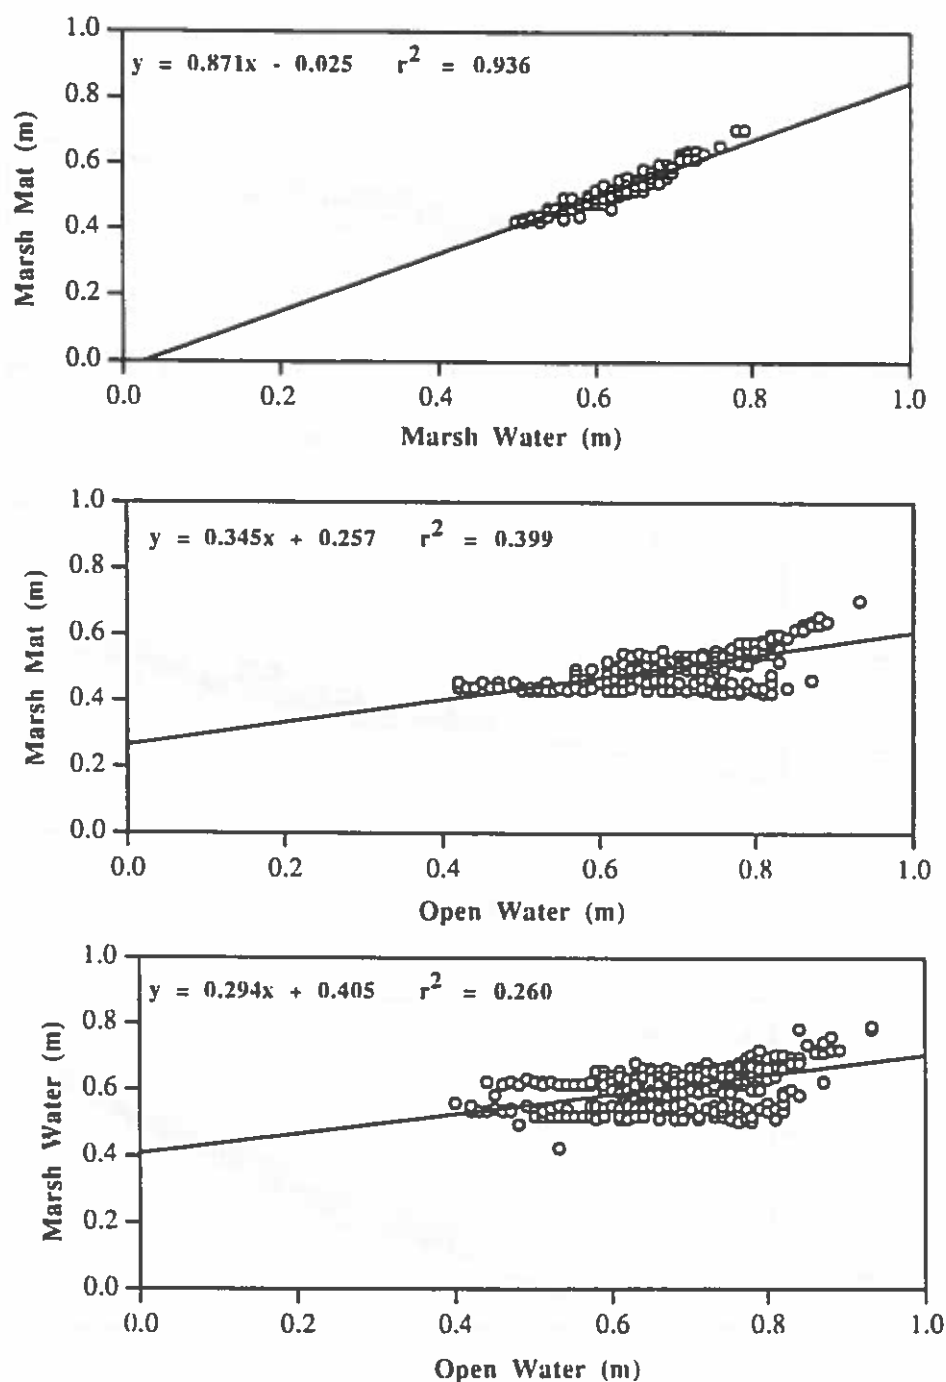 y = 0.871x - 0.025 r² = 0.936
1.0
0.8
0.6
0.4
0.2
0.0
Marsh Mat (m)
0.0 0.2 0.4 0.6 0.8 1.0
Marsh Water (m)
y = 0.345x + 0.257 r² = 0.399
1.0
0.8
0.6
0.4
0.2
0.0
Marsh Mat (m)
0.0 0.2 0.4 0.6 0.8 1.0
Open Water (m)
y = 0.294x + 0.405 r² = 0.260
1.0
0.8
0.6
0.4
0.2
0.0
Marsh Water (m)
0.0 0.2 0.4 0.6 0.8 1.0
Open Water (m)